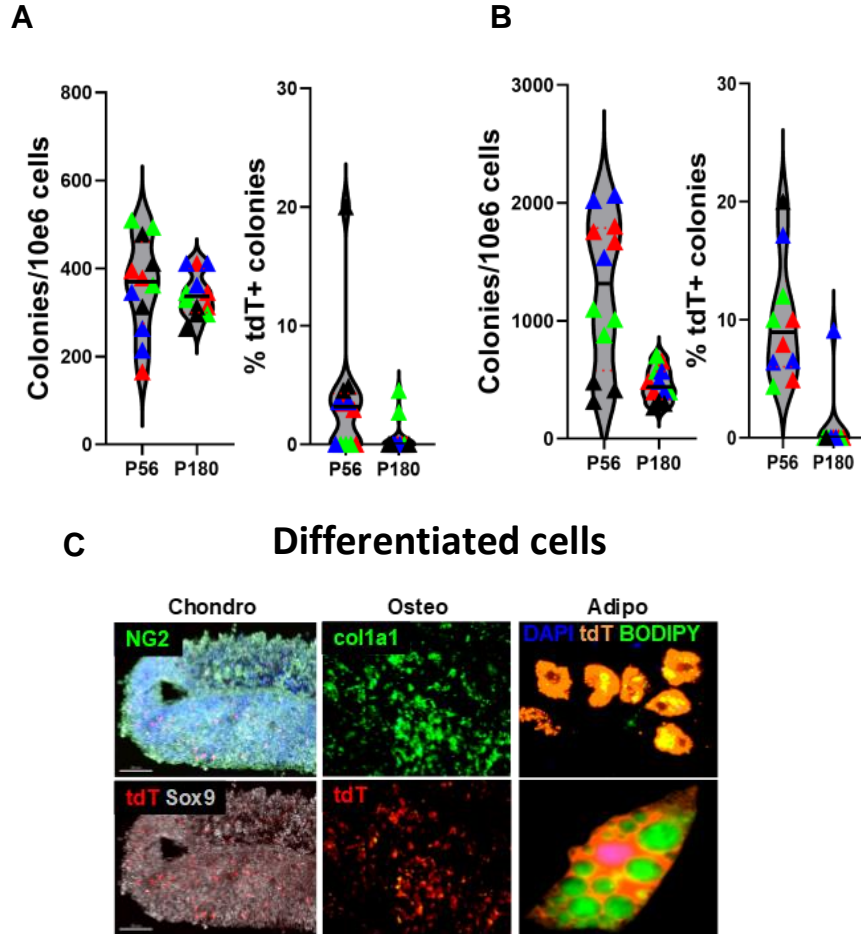 A
B
Colonies/10e6 cells
800
600
400
200
0
P56 P180
% tdT+ colonies
30
20
10
0
P56 P180
Colonies/10e6 cells
3000
2000
1000
0
P56 P180
% tdT+ colonies
30
20
10
0
P56 P180
C
Differentiated cells
Chondro
Osteo
Adipo
NG2
col1a1
DAPI tdT BODIPY
tdT Sox9
tdT